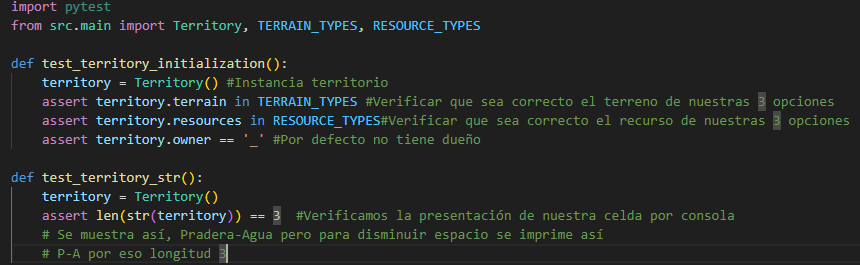 import pytest
from src.main import Territory, TERRAIN_TYPES, RESOURCE_TYPES
def test_territory_initialization():
territory = Territory() #Instancia territorio
assert territory.terrain in TERRAIN_TYPES #Verificar que sea correcto el terreno de nuestras 3 opciones
assert territory.resources in RESOURCE_TYPES#Verificar que sea correcto el recurso de nuestras 3 opciones
assert territory.owner == '_' #Por defecto no tiene dueño
def test_territory_str():
territory = Territory()
assert len(str(territory)) == 3  #Verificamos la presentación de nuestra celda por consola
# Se muestra así, Pradera-Agua pero para disminuir espacio se imprime así
# P-A por eso longitud 3